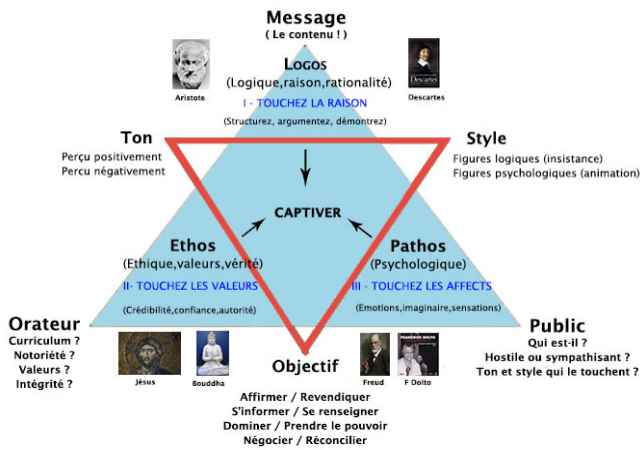 Message
( Le contenu ! )
LOGOS
(Logique,raison,rationalité)
Aristote
Descartes
Descartes
I - TOUCHEZ LA RAISON
(Structurez, argumentez, démontrez)
Ton
Style
Perçu positivement
Percu négativement
Figures logiques (insistance)
Figures psychologiques (animation)
CAPTIVER
Ethos
(Ethique,valeurs,vérité)
Pathos
(Psychologique)
II- TOUCHEZ LES VALEURS
III - TOUCHEZ LES AFFECTS
(Crédibilité,confiance,autorité)
(Emotions,imaginaire,sensations)
Orateur
Curriculum ?
Notoriété ?
Valeurs ?
Intégrité ?
Jésus
Bouddha
Objectif
FRANÇOISE DOLTO
Freud
F Dolto
Public
Qui est-il ?
Hostile ou sympathisant ?
Ton et style qui le touchent ?
Affirmer / Revendiquer
S'informer / Se renseigner
Dominer / Prendre le pouvoir
Négocier / Réconcilier